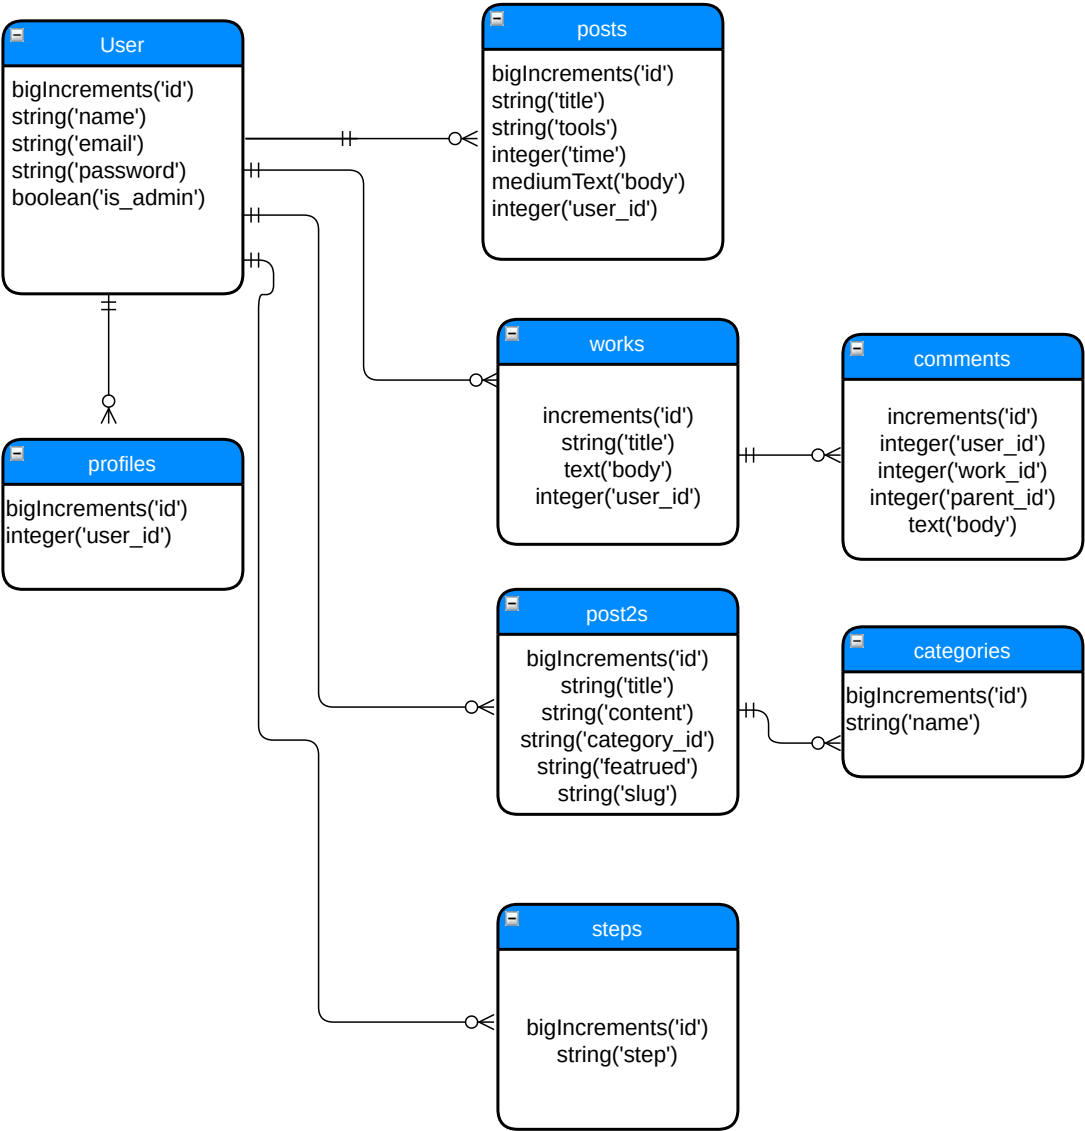 User
bigIncrements('id')
string('name')
string('email')
string('password')
boolean('is_admin')
posts
bigIncrements('id')
string('title')
string('tools')
integer('time')
mediumText('body')
integer('user_id')
works
increments('id')
string('title')
text('body')
integer('user_id')
comments
increments('id')
integer('user_id')
integer('work_id')
integer('parent_id')
text('body')
profiles
bigIncrements('id')
integer('user_id')
post2s
bigIncrements('id')
string('title')
string('content')
string('category_id')
string('featrued')
string('slug')
categories
bigIncrements('id')
string('name')
steps
bigIncrements('id')
string('step')